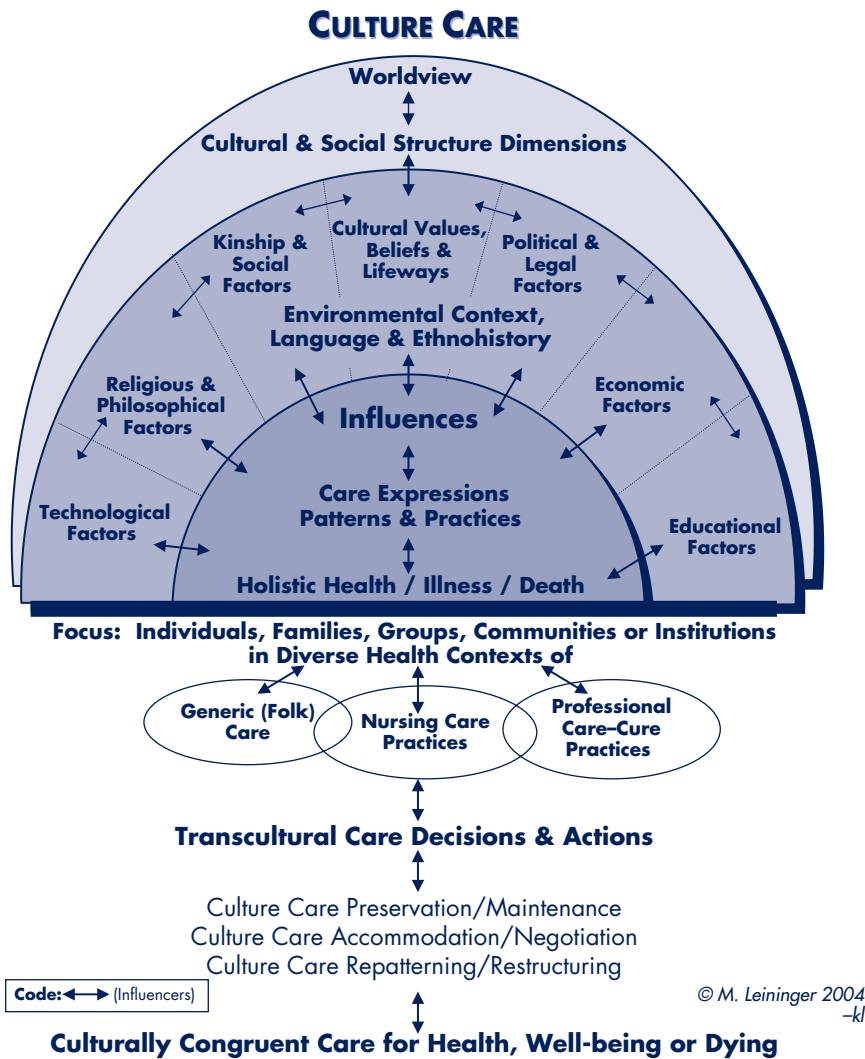 CULTURE CARE
Worldview
Cultural & Social Structure Dimensions
Kinship &
Social
Factors
Cultural Values,
Beliefs &
Lifeways
Political &
Legal
Factors
Environmental Context,
Language & Ethnohistory
Religious &
Philosophical
Factors
Economic
Factors
Influences
Technological
Factors
Care Expressions
Patterns & Practices
Educational
Factors
Holistic Health / Illness / Death
Focus: Individuals, Families, Groups, Communities or Institutions
in Diverse Health Contexts of
Generic (Folk)
Care
Nursing Care
Practices
Professional
Care–Cure
Practices
Transcultural Care Decisions & Actions
Culture Care Preservation/Maintenance
Culture Care Accommodation/Negotiation
Culture Care Repatterning/Restructuring
Code: (Influencers)
© M. Leininger 2004
–kl
Culturally Congruent Care for Health, Well-being or Dying